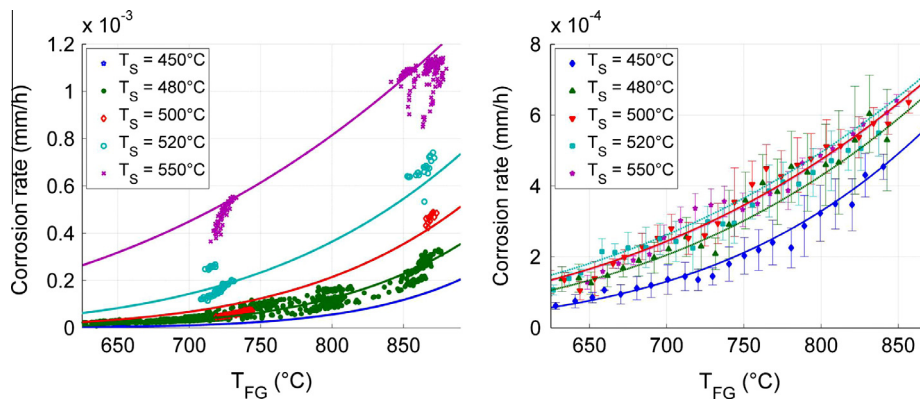 x 10⁻³
1.2
1
0.8
0.6
0.4
0.2
0
Corrosion rate (mm/h)
T_S = 450°C
T_S = 480°C
T_S = 500°C
T_S = 520°C
T_S = 550°C
650 700 750 800 850
T_FG (°C)
x 10⁻⁴
8
6
4
2
0
Corrosion rate (mm/h)
T_S = 450°C
T_S = 480°C
T_S = 500°C
T_S = 520°C
T_S = 550°C
650 700 750 800 850
T_FG (°C)